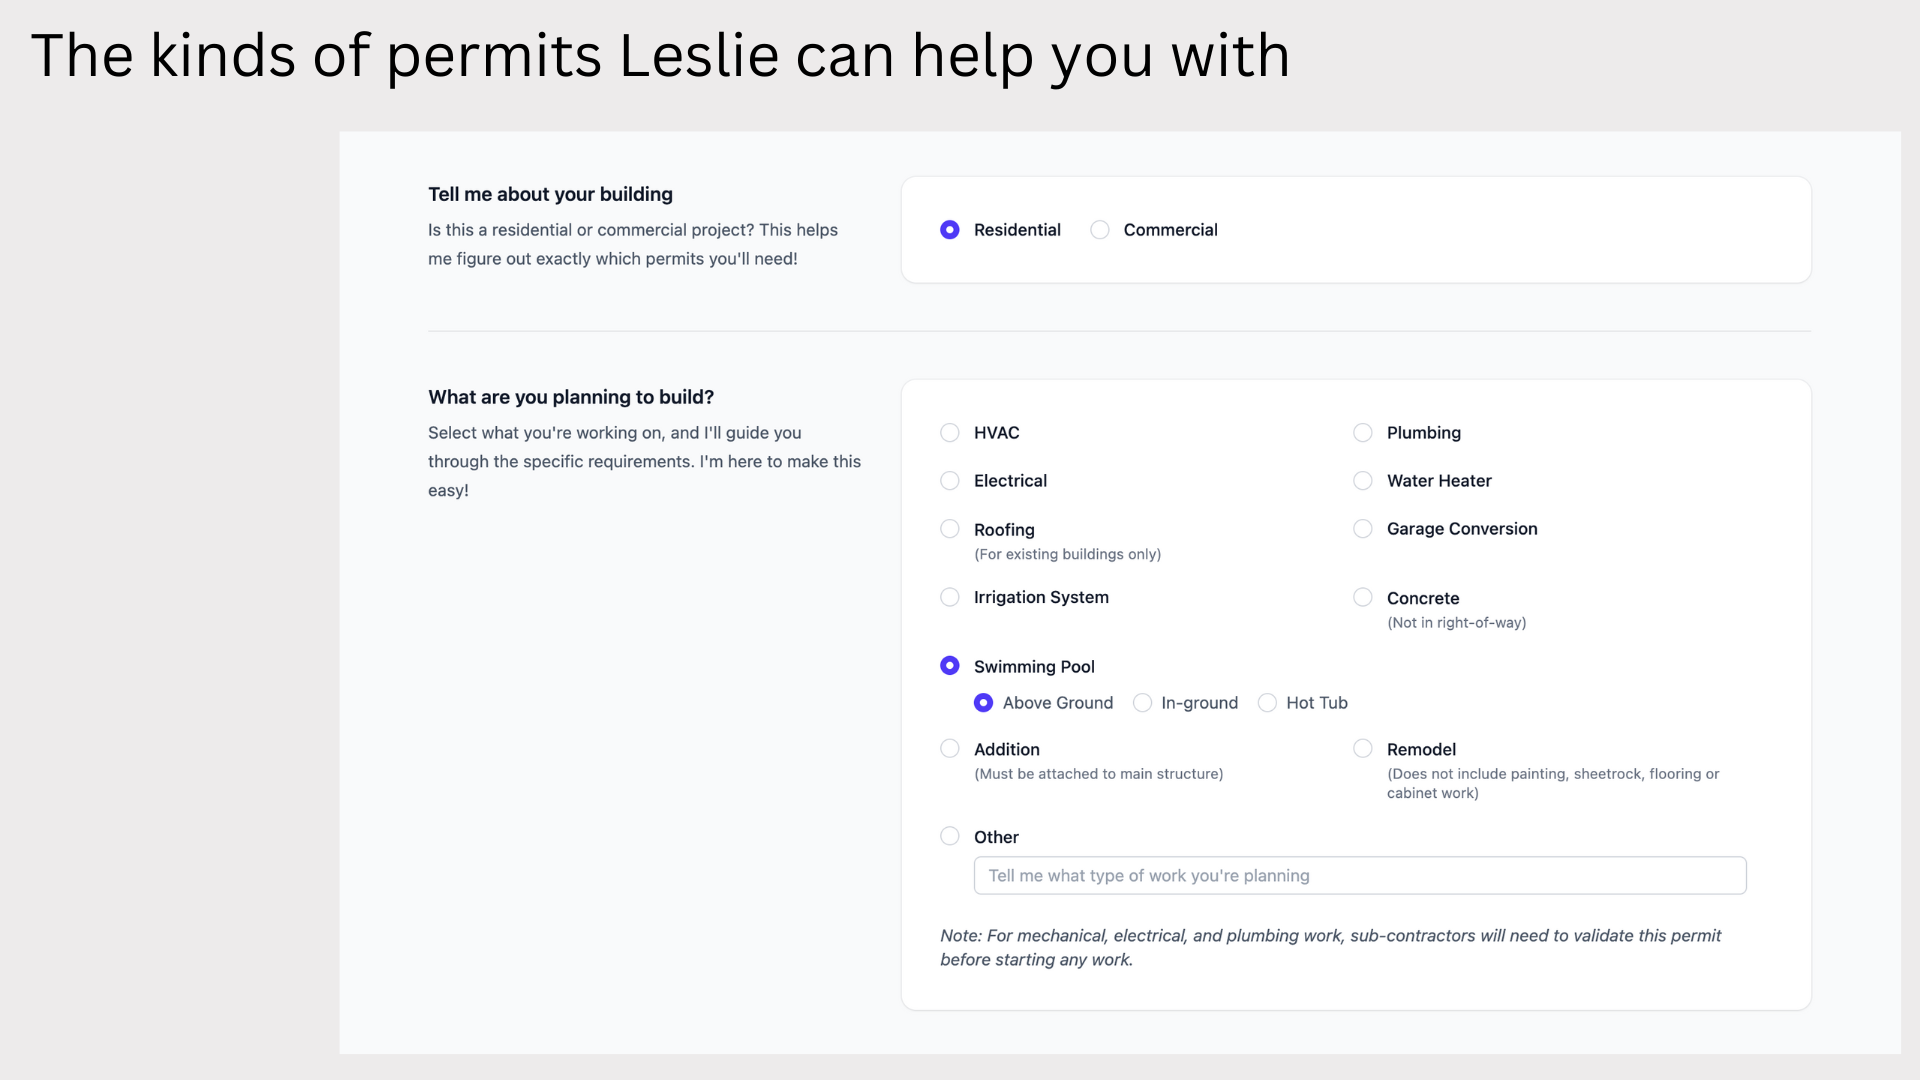 The kinds of permits Leslie can help you with
Tell me about your building
Is this a residential or commercial project? This helps
me figure out exactly which permits you'll need!
Residential
Commercial
What are you planning to build?
Select what you're working on, and I'll guide you
through the specific requirements. I'm here to make this
easy!
HVAC
Plumbing
Electrical
Water Heater
Roofing
(For existing buildings only)
Garage Conversion
Irrigation System
Concrete
(Not in right-of-way)
Swimming Pool
Above Ground
In-ground
Hot Tub
Addition
(Must be attached to main structure)
Remodel
(Does not include painting, sheetrock, flooring or
cabinet work)
Other
Tell me what type of work you're planning
Note: For mechanical, electrical, and plumbing work, sub-contractors will need to validate this permit
before starting any work.